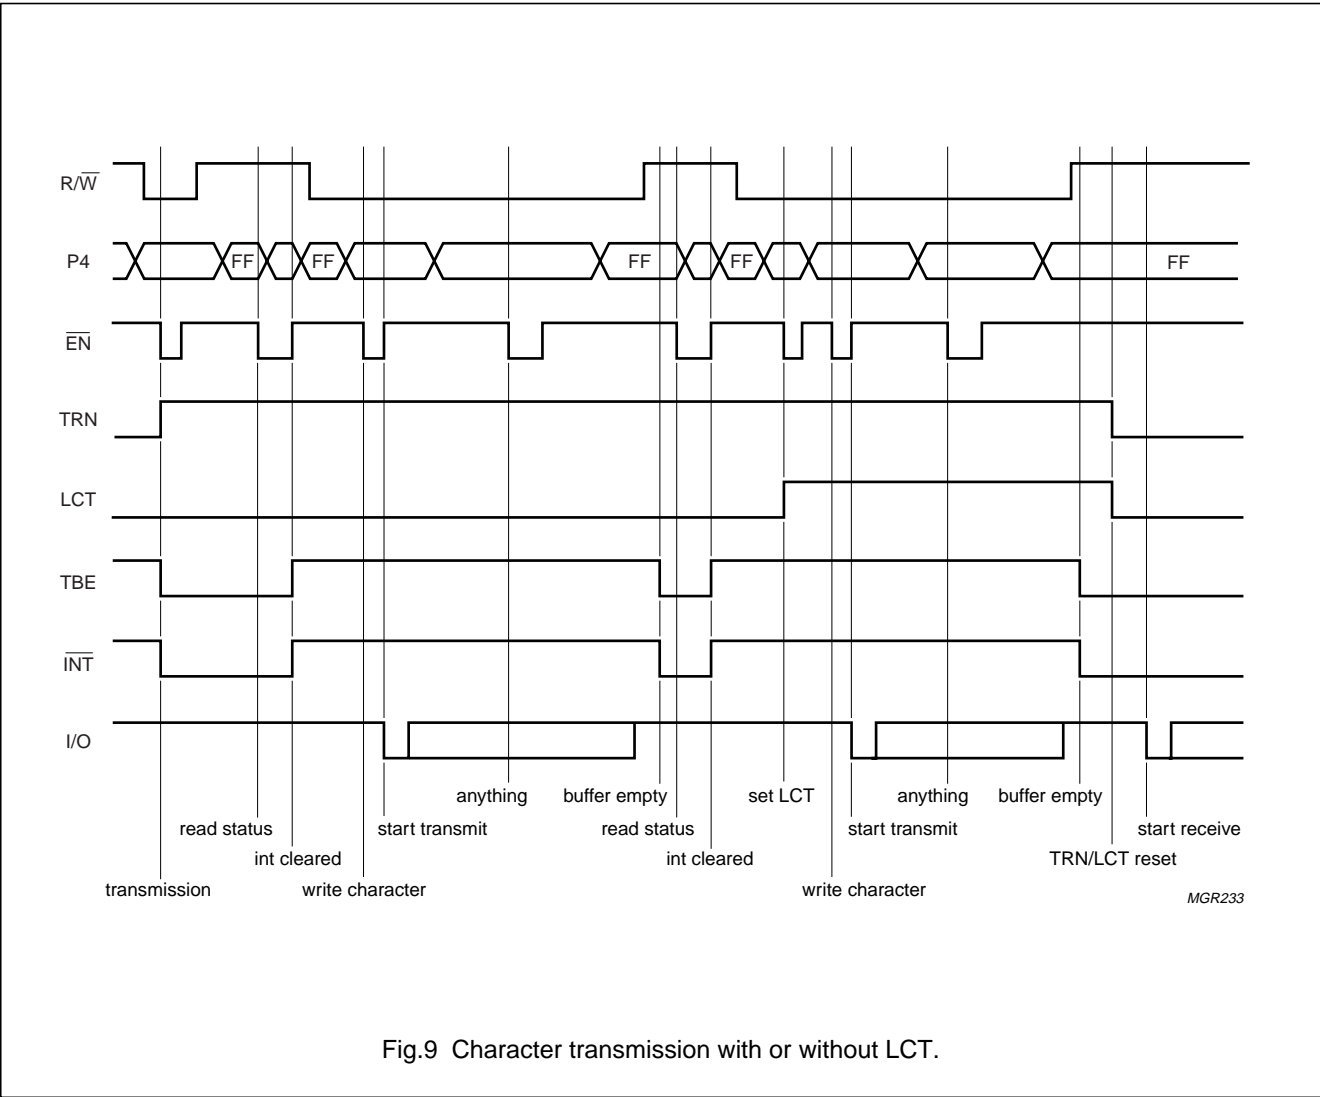 R/W̅
P4 FF FF FF FF FF
E̅N̅
TRN
LCT
TBE
I̅N̅T̅
I/O
anything buffer empty set LCT anything buffer empty
read status start transmit read status start transmit start receive
int cleared int cleared TRN/LCT reset
transmission write character write character
MGR233
Fig.9 Character transmission with or without LCT.